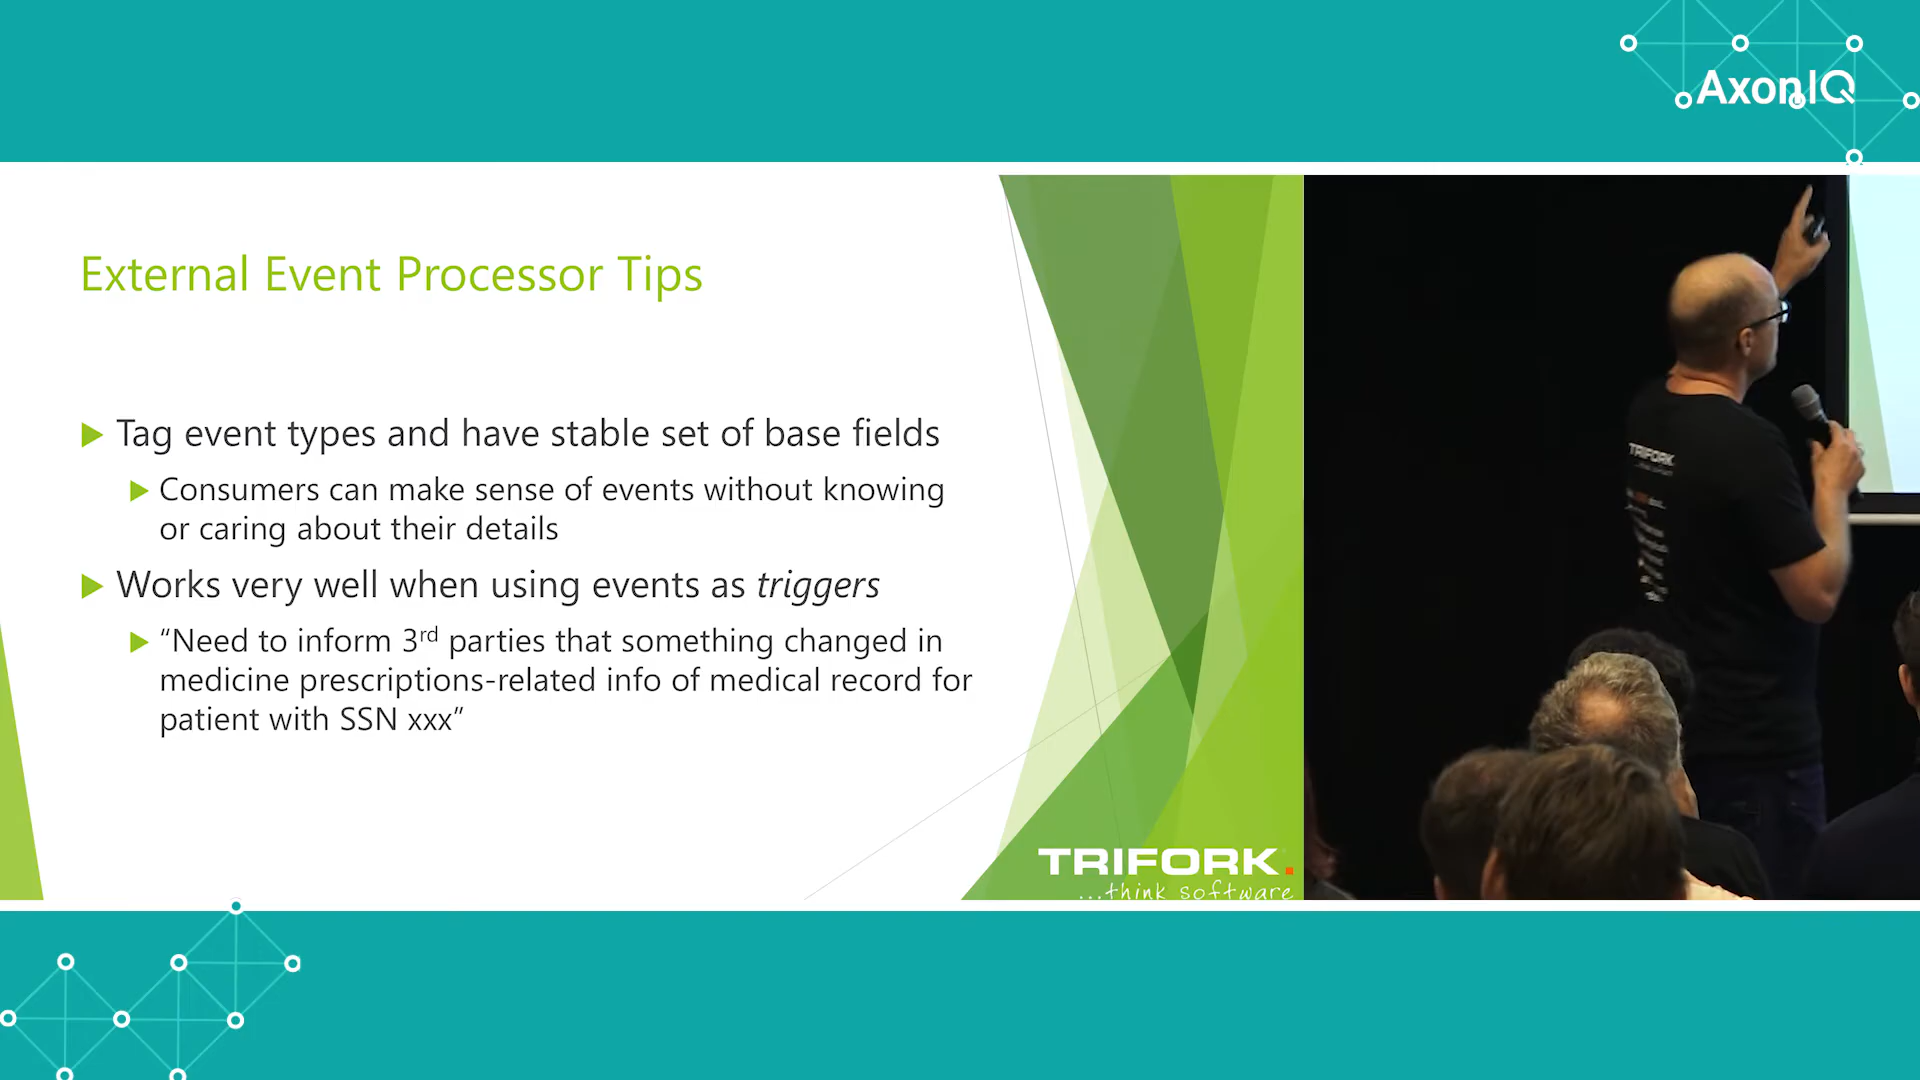 AxonIQ
External Event Processor Tips
Tag event types and have stable set of base fields
Consumers can make sense of events without knowing
or caring about their details
Works very well when using events as triggers
“Need to inform 3rd parties that something changed in
medicine prescriptions-related info of medical record for
patient with SSN xxx”
TRIFORK.
...think software
TRIFORK